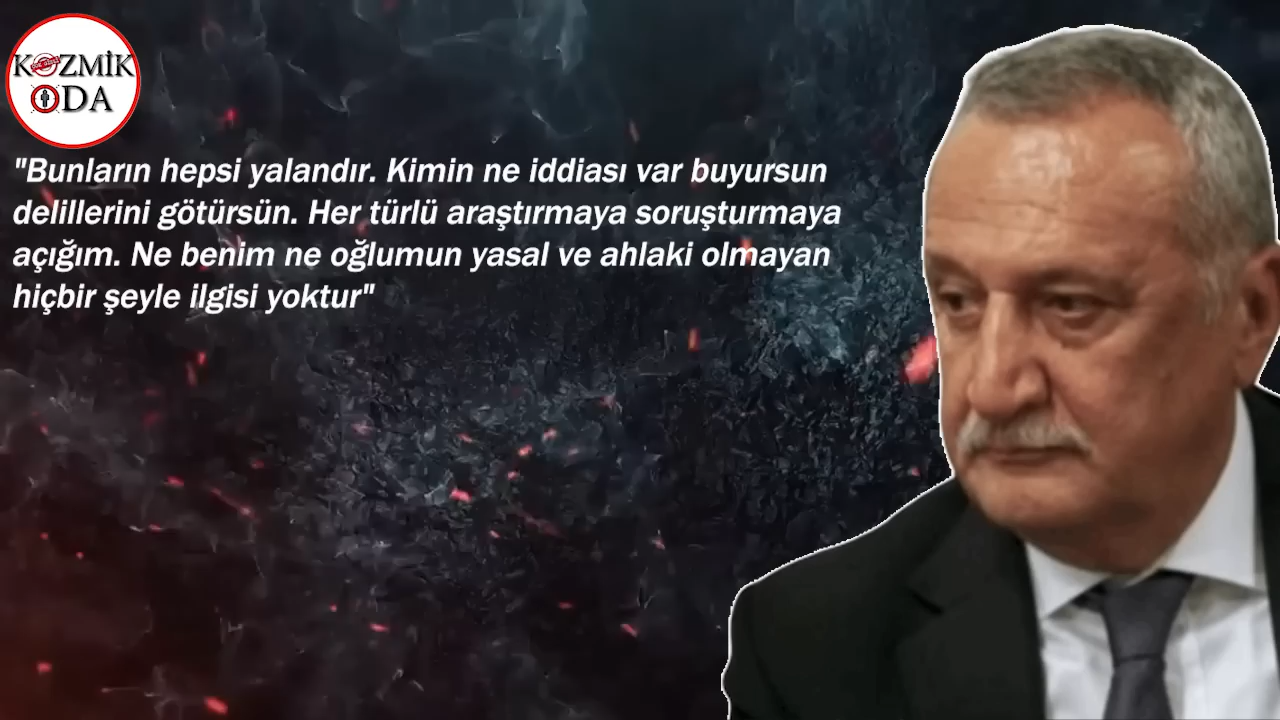 KOZMİK
ODA
"Bunların hepsi yalandır. Kimin ne iddiası var buyursun
delillerini götürsün. Her türlü araştırmaya soruşturmaya
açığım. Ne benim ne oğlumun yasal ve ahlaki olmayan
hiçbir şeyle ilgisi yoktur"